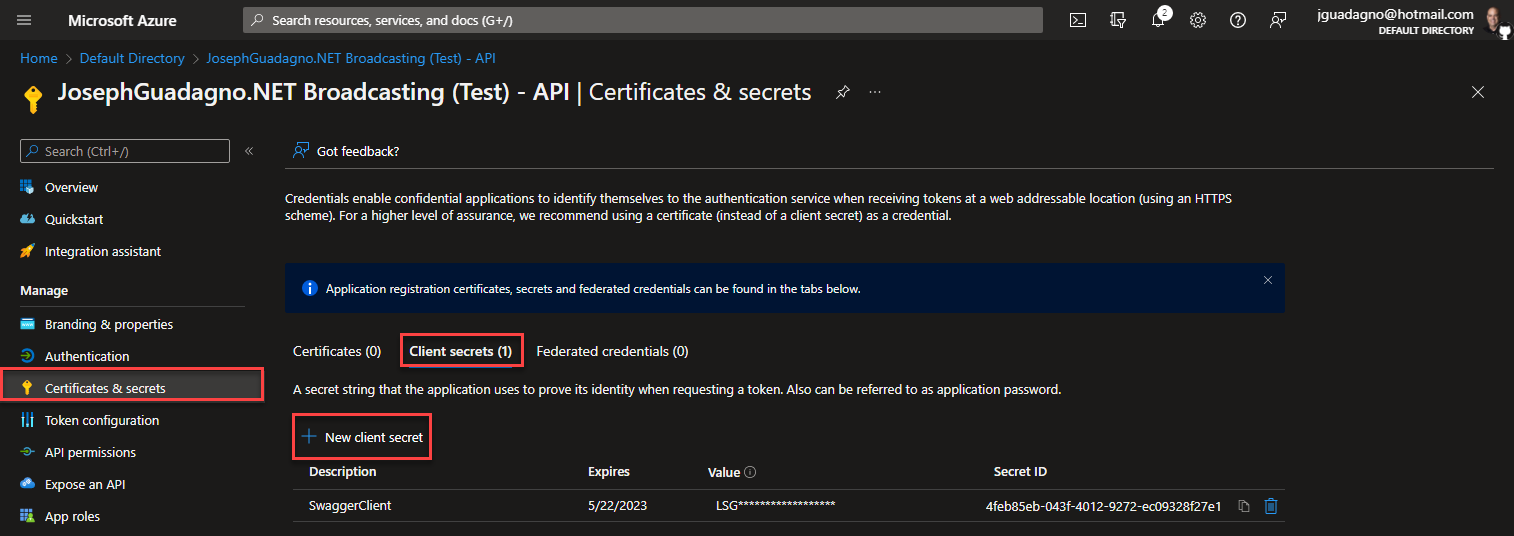 Microsoft Azure
Search resources, services, and docs (G+/)
2
jguadagno@hotmail.com
DEFAULT DIRECTORY
Home > Default Directory > JosephGuadagno.NET Broadcasting (Test) - API
JosephGuadagno.NET Broadcasting (Test) - API | Certificates & secrets
Search (Ctrl+/)
Overview
Quickstart
Integration assistant
Manage
Branding & properties
Authentication
Certificates & secrets
Token configuration
API permissions
Expose an API
App roles
Got feedback?
Credentials enable confidential applications to identify themselves to the authentication service when receiving tokens at a web addressable location (using an HTTPS
scheme). For a higher level of assurance, we recommend using a certificate (instead of a client secret) as a credential.
Application registration certificates, secrets and federated credentials can be found in the tabs below.
Certificates (0) Client secrets (1) Federated credentials (0)
A secret string that the application uses to prove its identity when requesting a token. Also can be referred to as application password.
New client secret
Description Expires Value Secret ID
SwaggerClient 5/22/2023 LSG****************** 4feb85eb-043f-4012-9272-ec09328f27e1